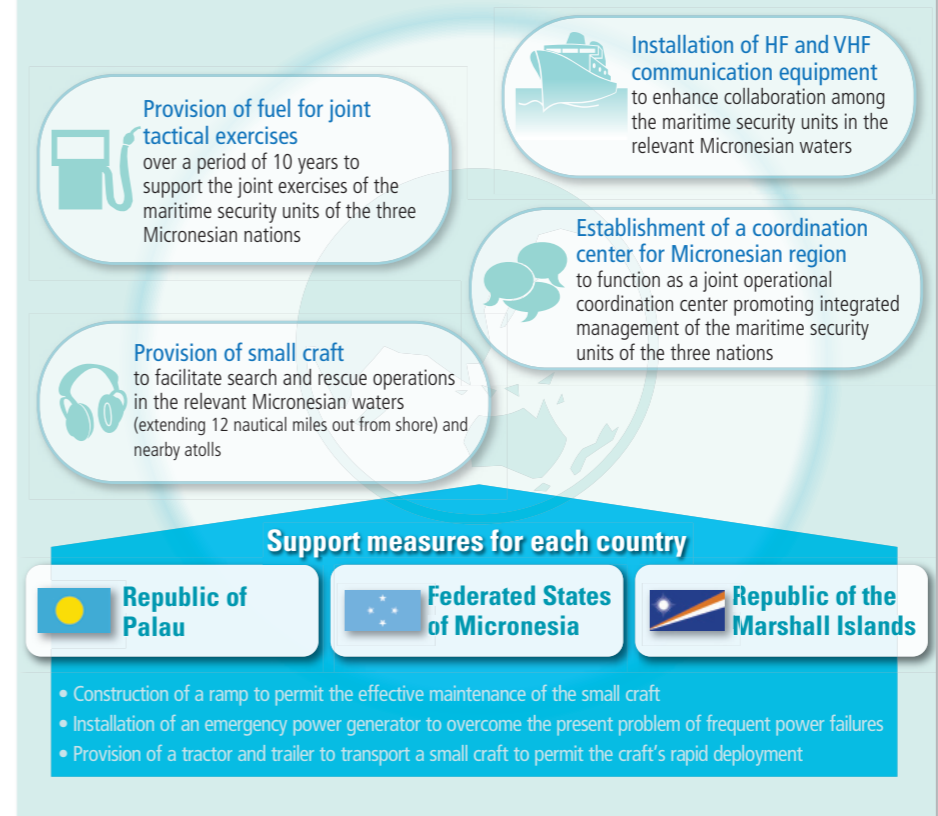 Installation of HF and VHF
communication equipment
to enhance collaboration among
the maritime security units in the
relevant Micronesian waters
Provision of fuel for joint
tactical exercises
over a period of 10 years to
support the joint exercises of the
maritime security units of the three
Micronesian nations
Establishment of a coordination
center for Micronesian region
to function as a joint operational
coordination center promoting integrated
management of the maritime security
units of the three nations
Provision of small craft
to facilitate search and rescue operations
in the relevant Micronesian waters
(extending 12 nautical miles out from shore) and
nearby atolls
Support measures for each country
Republic of
Palau
Federated States
of Micronesia
Republic of the
Marshall Islands
• Construction of a ramp to permit the effective maintenance of the small craft
• Installation of an emergency power generator to overcome the present problem of frequent power failures
• Provision of a tractor and trailer to transport a small craft to permit the craft's rapid deployment